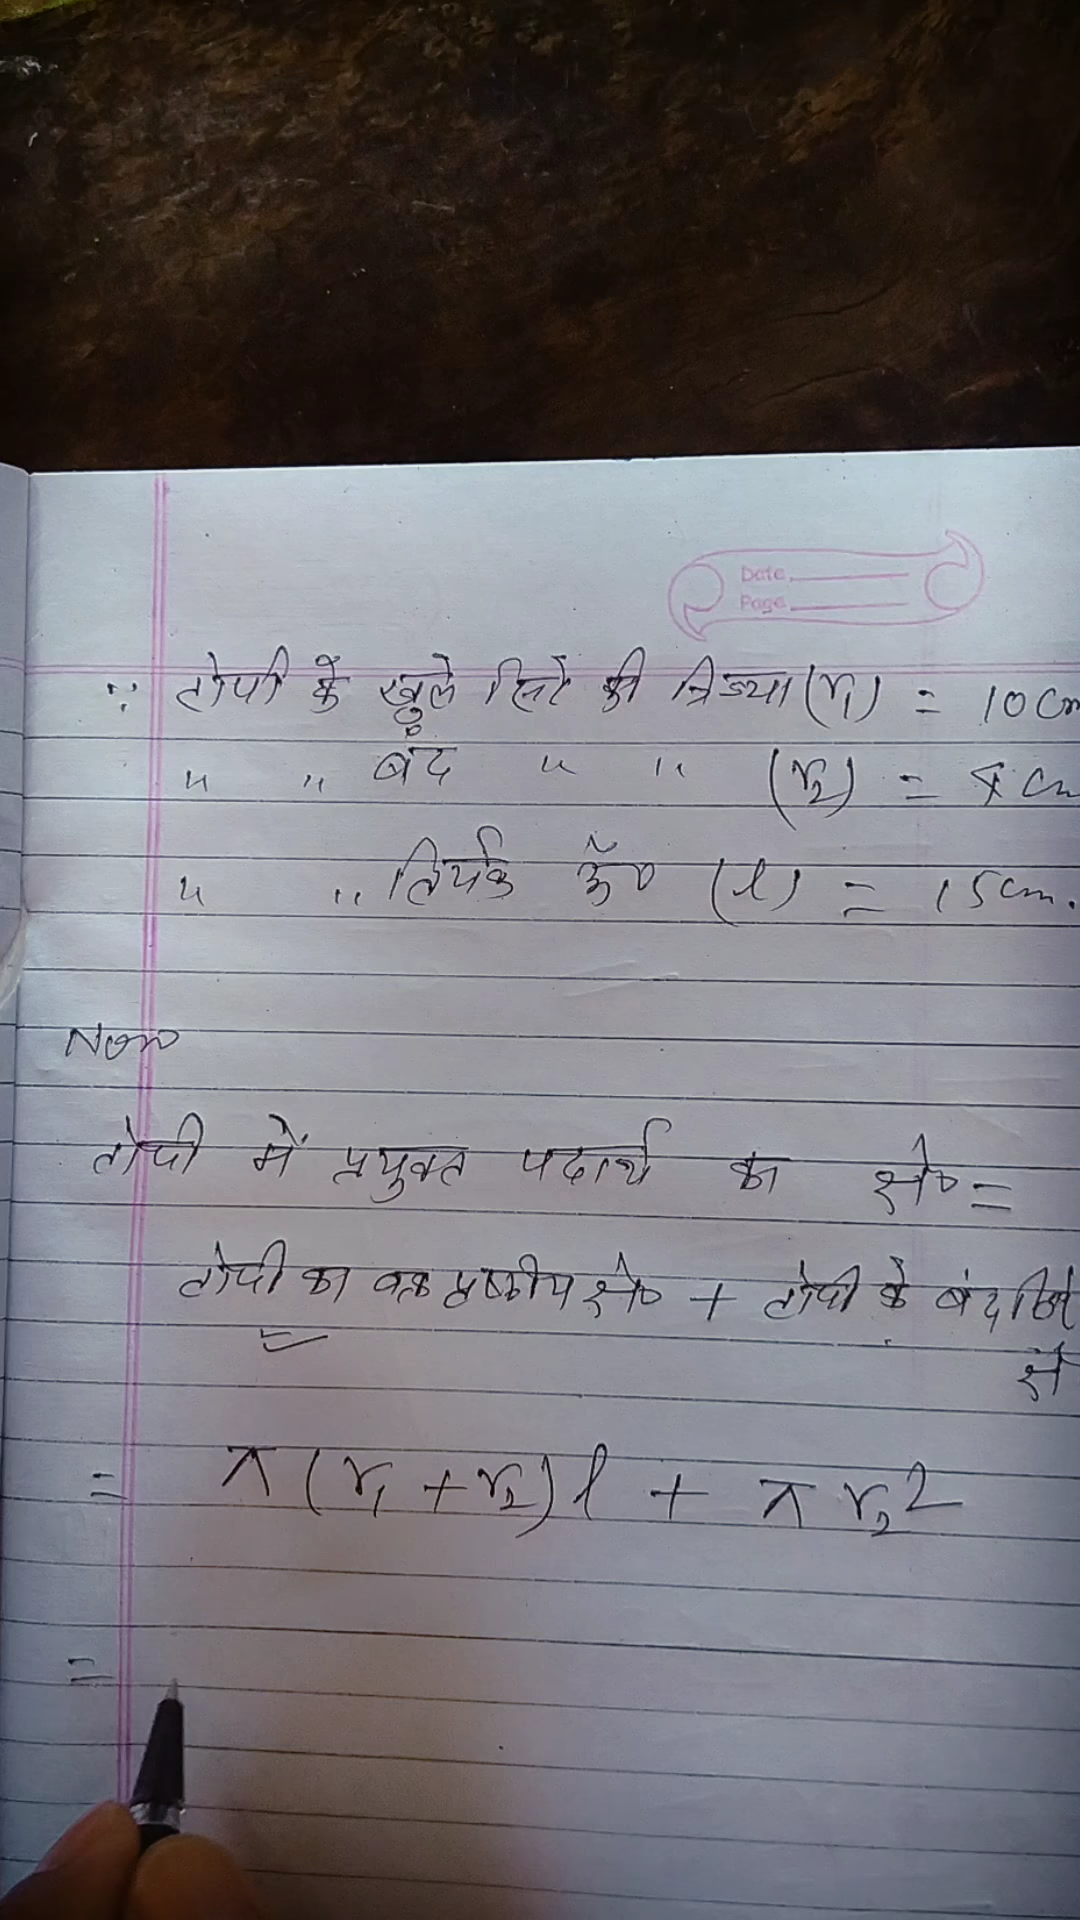 Date
Page
∵ टोपी के खुले सिरे की त्रिज्या (r₁) = 10 cm
" " बंद " " (r₂) = 4 cm
" " तिर्यक ऊँ० (l) = 15 cm.
Now
टोपी में प्रयुक्त पदार्थ का क्षे० =
टोपी का वक्र पृष्ठीय क्षे० + टोपी के बंद सिरे
क्षे
= π (r₁ + r₂) l + π r₂²
=